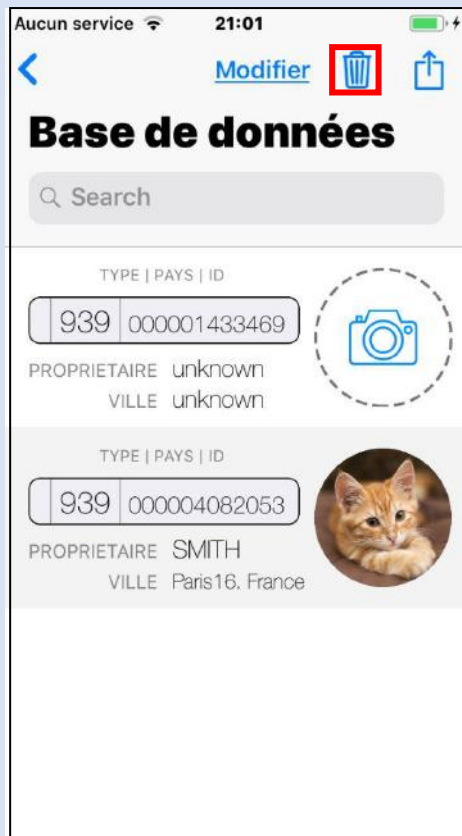 Aucun service 21:01
Modifier
Base de données
Search
TYPE | PAYS | ID
939 000001433469
PROPRIETAIRE unknown
VILLE unknown
TYPE | PAYS | ID
939 000004082053
PROPRIETAIRE SMITH
VILLE Paris16. France